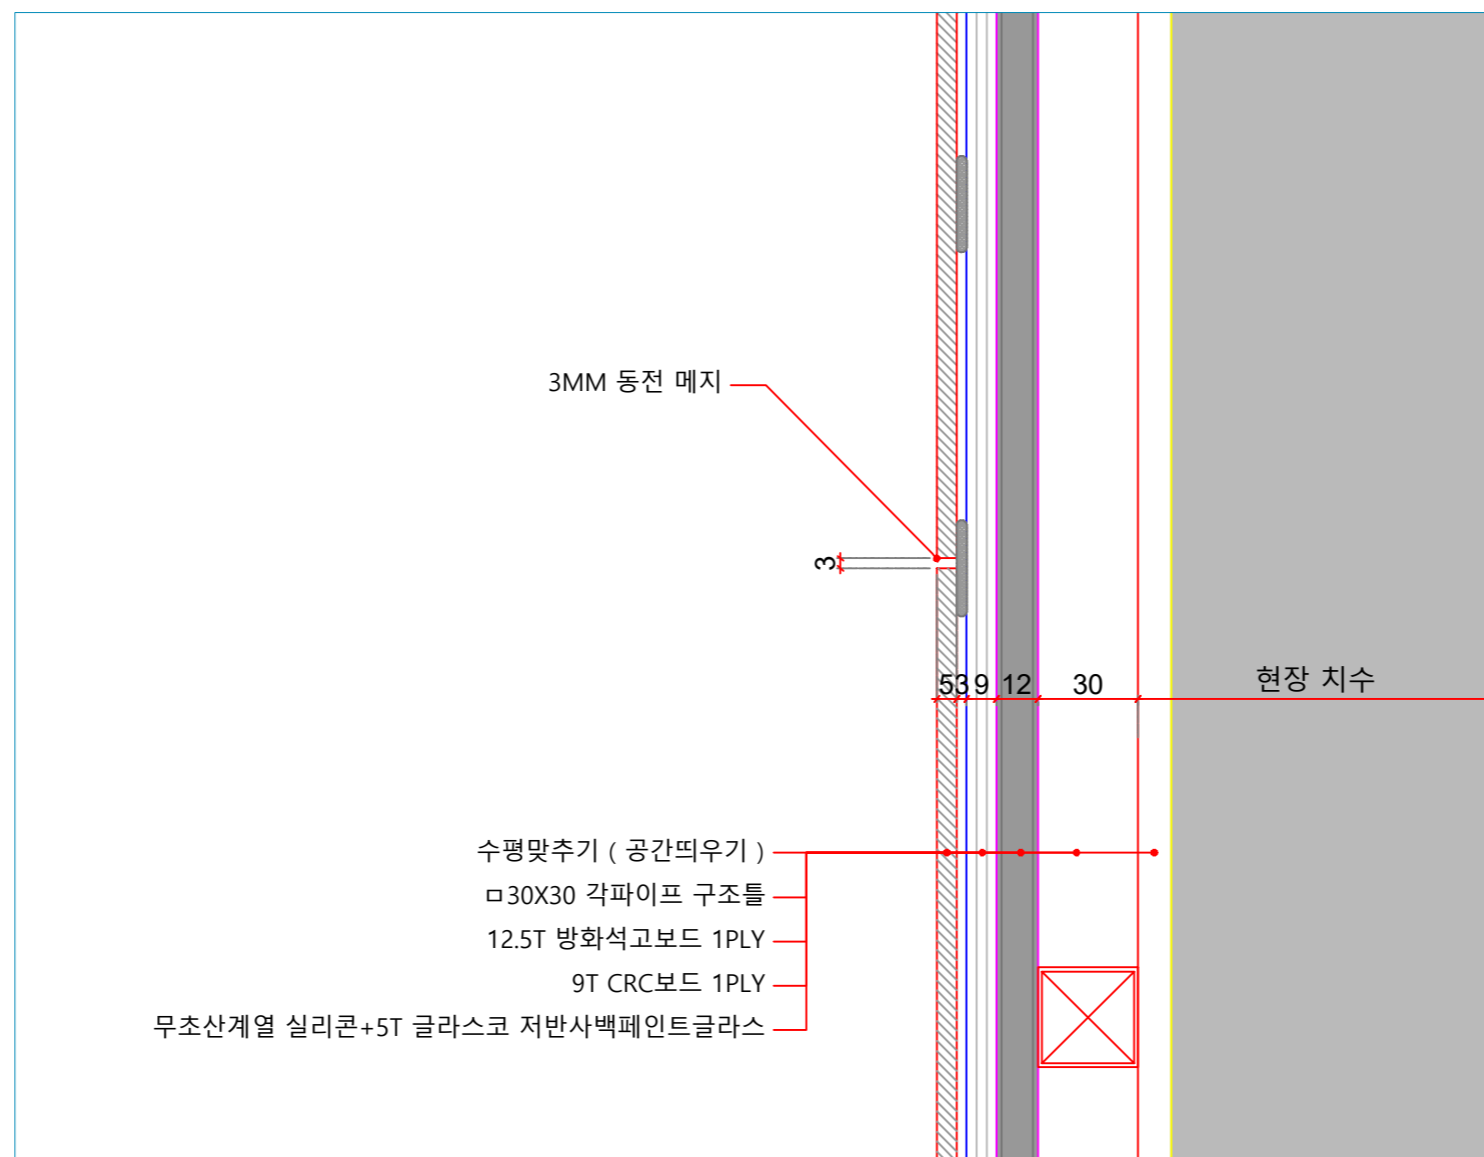 3MM 동전 메지
3
5 3 9 12 30 현장 치수
수평맞추기 ( 공간띄우기 )
ㅁ30X30 각파이프 구조틀
12.5T 방화석고보드 1PLY
9T CRC보드 1PLY
무초산계열 실리콘+5T 글라스코 저반사백페인트글라스